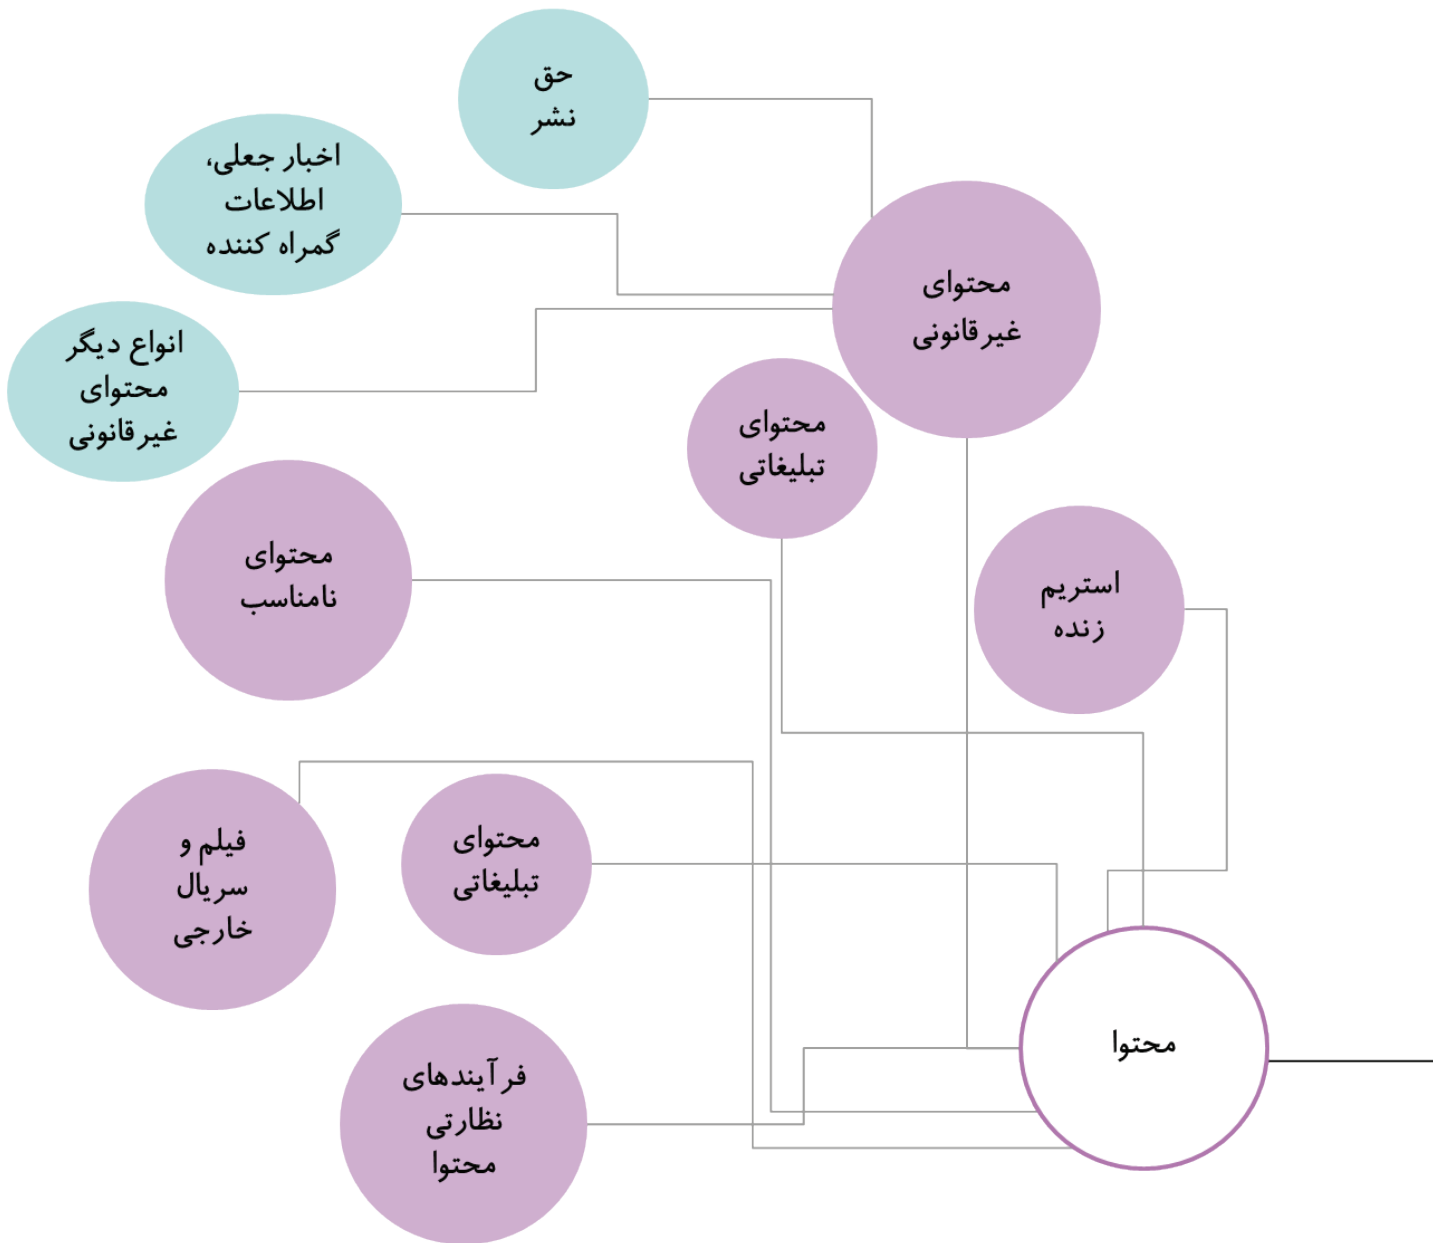 حق
نشر
اخبار جعلی،
اطلاعات
گمراه کننده
محتوای
غیرقانونی
انواع دیگر
محتوای
غیرقانونی
محتوای
تبلیغاتی
محتوای
نامناسب
استریم
زنده
فیلم و
سریال
خارجی
محتوای
تبلیغاتی
محتوا
فرآیندهای
نظارتی
محتوا